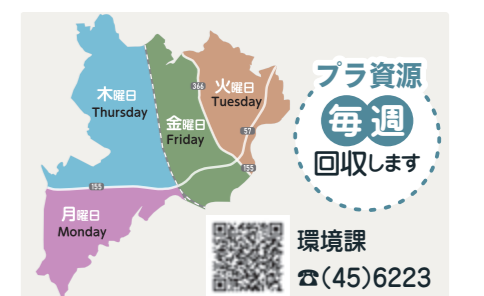 木曜日
Thursday
366
火曜日
Tuesday
金曜日
Friday
57
155
155
月曜日
Monday
プラ資源
毎週
回収します
環境課
☎(45)6223